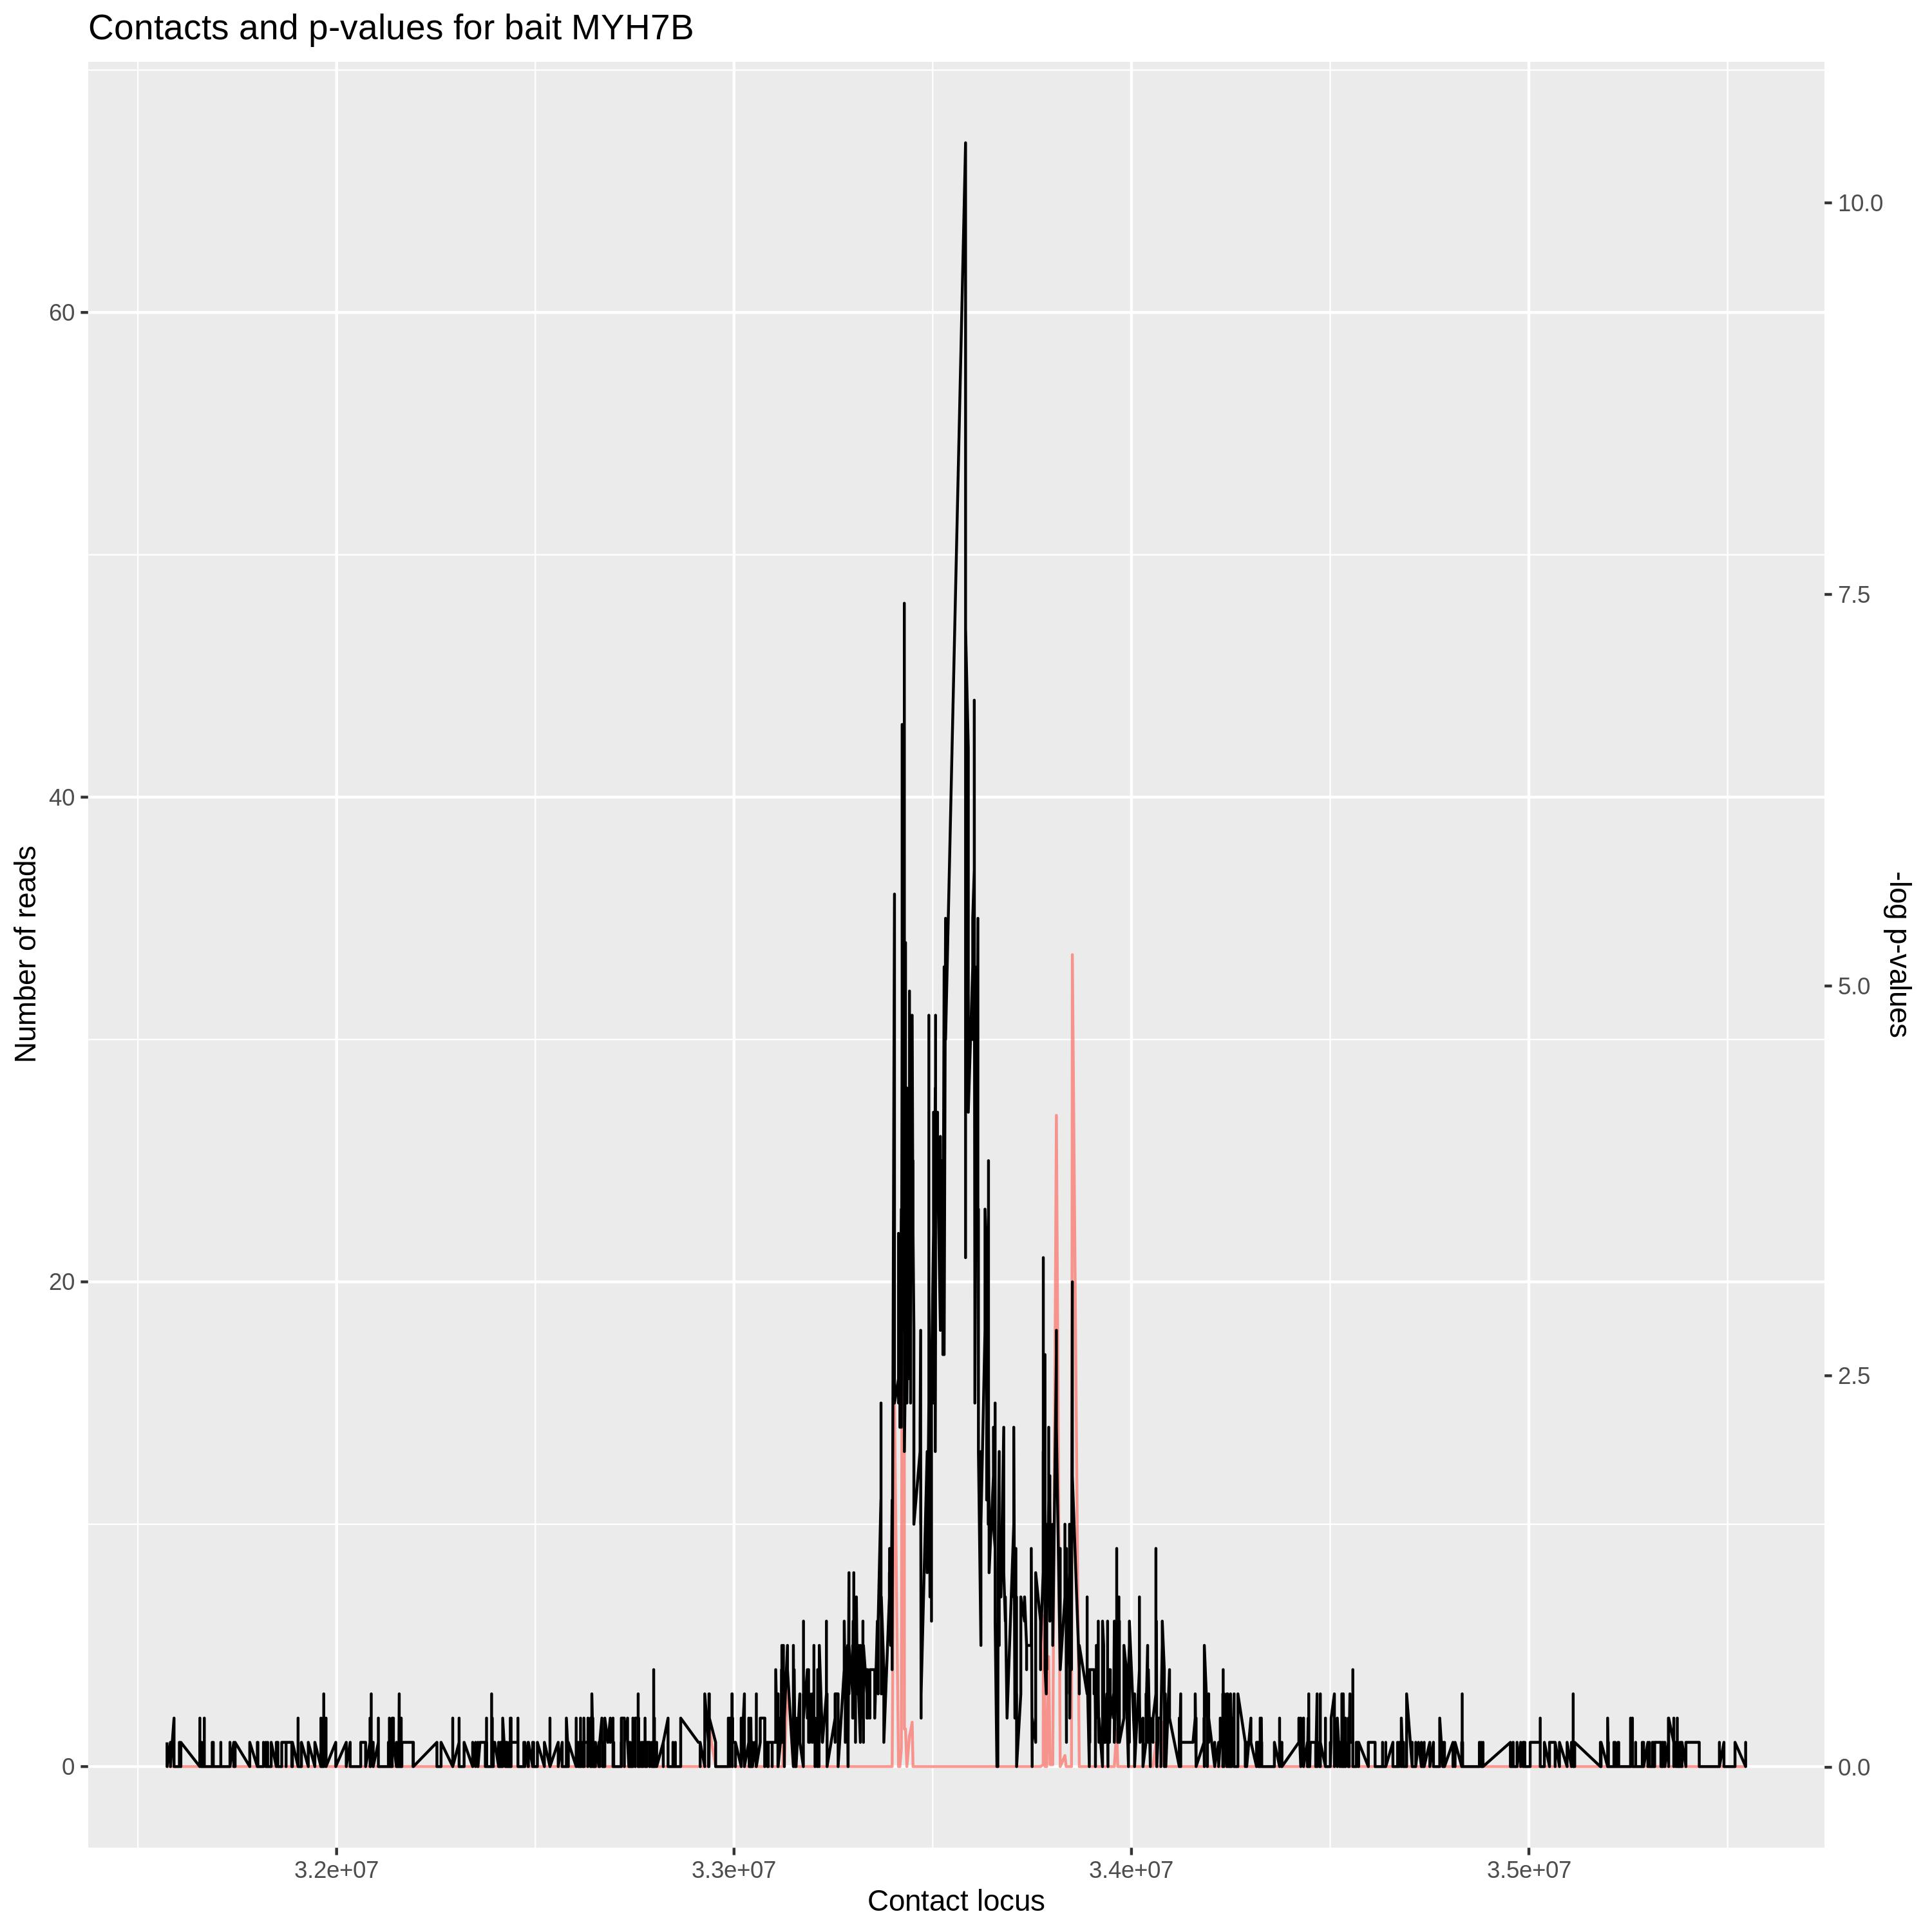 Contacts and p-values for bait MYH7B
60
40
20
0
10.0
7.5
5.0
2.5
0.0
Number of reads
-log p-values
3.2e+07
3.3e+07
3.4e+07
3.5e+07
Contact locus